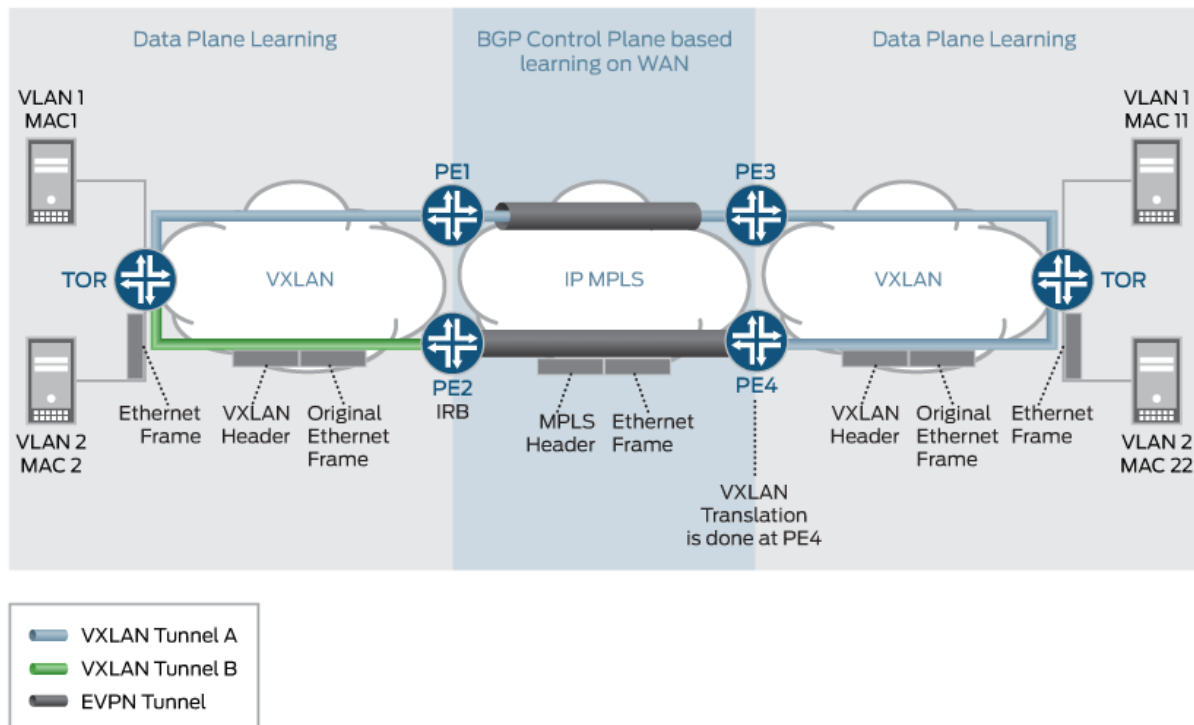 Data Plane Learning
BGP Control Plane based
learning on WAN
Data Plane Learning
VLAN 1
MAC1
VLAN 1
MAC 11
PE1
PE3
TOR
VXLAN
IP MPLS
VXLAN
TOR
PE2
IRB
PE4
VLAN 2
MAC 2
Ethernet
Frame
VXLAN
Header
Original
Ethernet
Frame
MPLS
Header
Ethernet
Frame
VXLAN
Header
Original
Ethernet
Frame
Ethernet
Frame
VLAN 2
MAC 22
VXLAN
Translation
is done at PE4
VXLAN Tunnel A
VXLAN Tunnel B
EVPN Tunnel